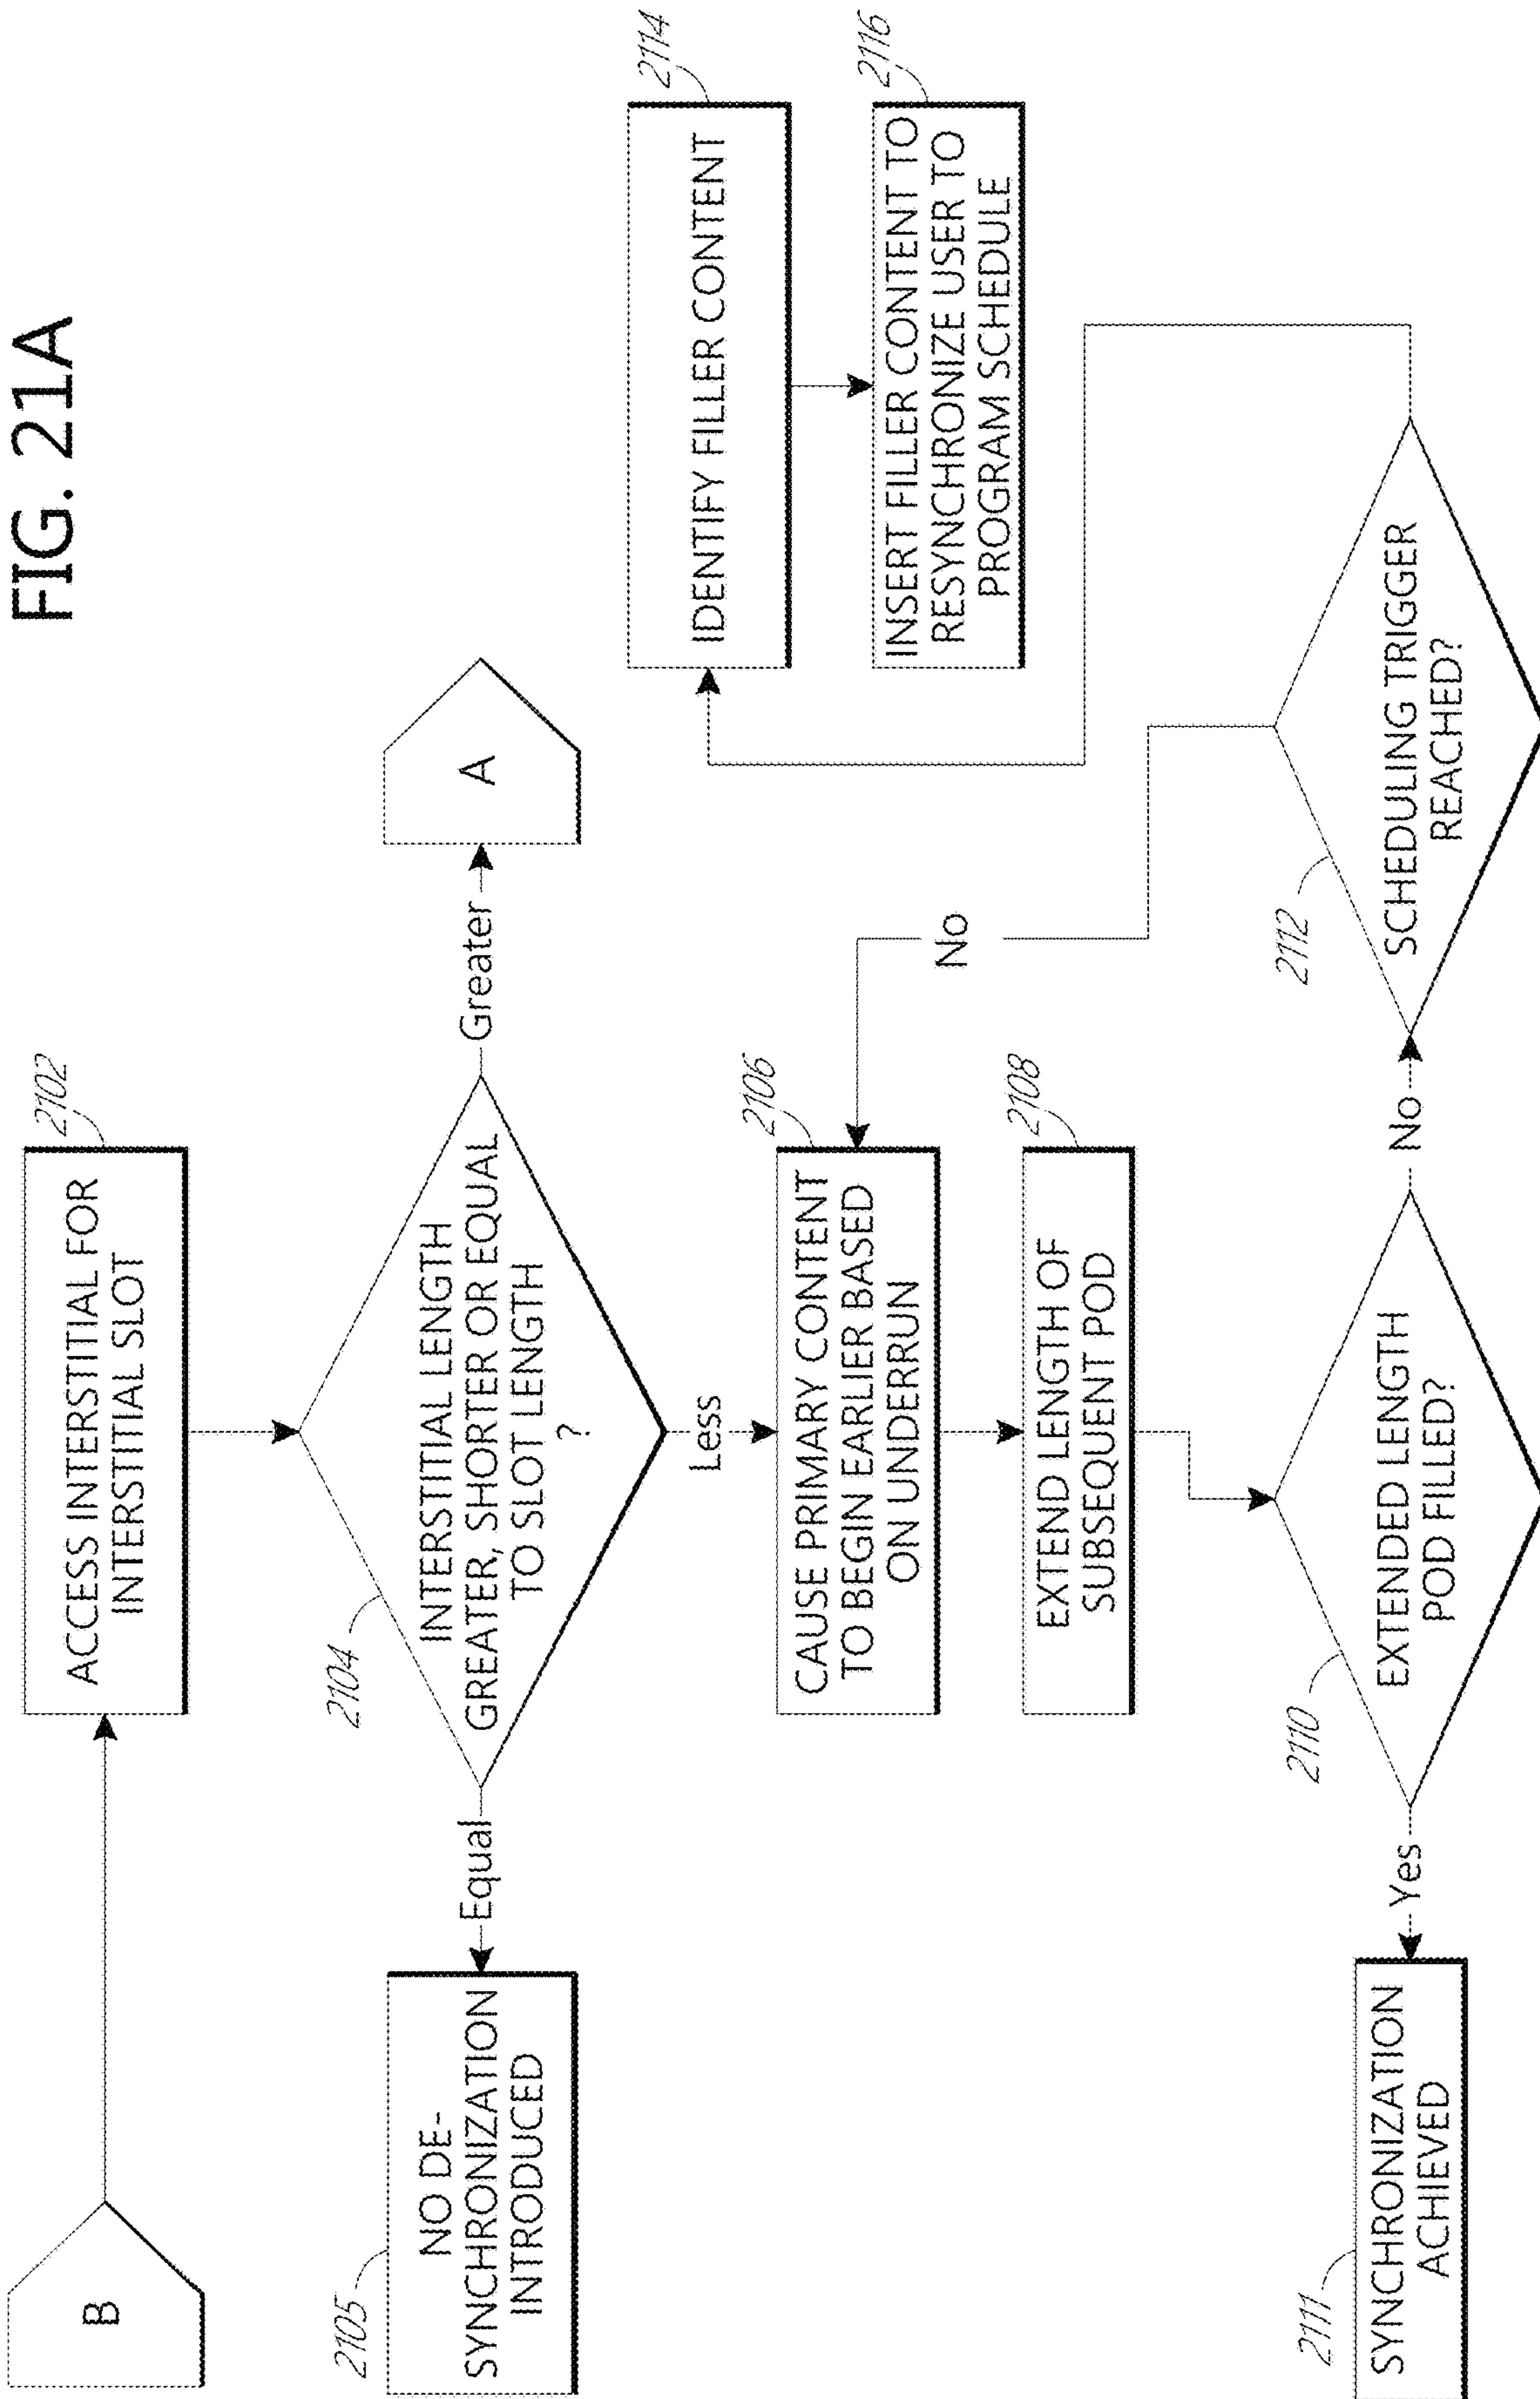 FIG. 21A
B
2102
ACCESS INTERSTITIAL FOR
INTERSTITIAL SLOT
2104
INTERSTITIAL LENGTH
GREATER, SHORTER OR EQUAL
TO SLOT LENGTH
?
Equal
Greater
Less
A
2105
NO DE-
SYNCHRONIZATION
INTRODUCED
2106
CAUSE PRIMARY CONTENT
TO BEGIN EARLIER BASED
ON UNDERRUN
2108
EXTEND LENGTH OF
SUBSEQUENT POD
2110
EXTENDED LENGTH
POD FILLED?
Yes
No
2111
SYNCHRONIZATION
ACHIEVED
2112
SCHEDULING TRIGGER
REACHED?
No
2114
IDENTIFY FILLER CONTENT
2116
INSERT FILLER CONTENT TO
RESYNCHRONIZE USER TO
PROGRAM SCHEDULE